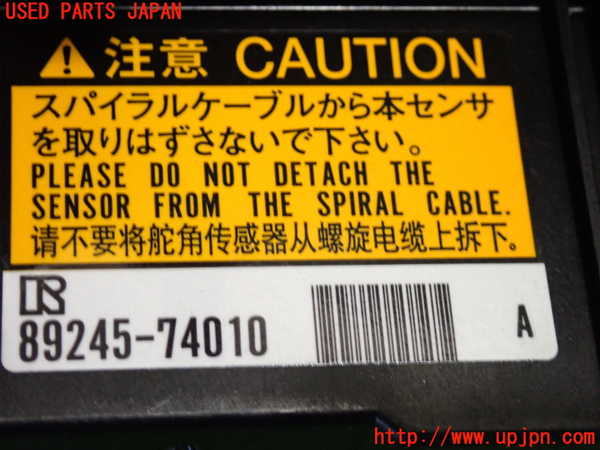 USED PARTS JAPAN
注意 CAUTION
スパイラルケーブルから本センサ
を取りはずさないで下さい。
PLEASE DO NOT DETACH THE
SENSOR FROM THE SPIRAL CABLE.
请不要将舵角传感器从螺旋电缆上拆下。
R
89245-74010
A
http://www.upjpn.com